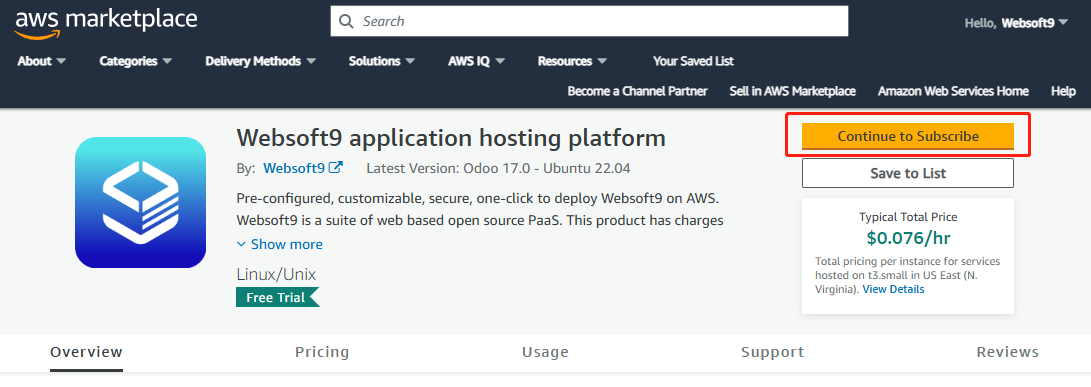 aws marketplace
Search
Hello, Websoft9
About
Categories
Delivery Methods
Solutions
AWS IQ
Resources
Your Saved List
Become a Channel Partner
Sell in AWS Marketplace
Amazon Web Services Home
Help
Websoft9 application hosting platform
By: Websoft9 Latest Version: Odoo 17.0 - Ubuntu 22.04
Pre-configured, customizable, secure, one-click to deploy Websoft9 on AWS.
Websoft9 is a suite of web based open source PaaS. This product has charges
Show more
Linux/Unix
Free Trial
Continue to Subscribe
Save to List
Typical Total Price
$0.076/hr
Total pricing per instance for services
hosted on t3.small in US East (N.
Virginia). View Details
Overview
Pricing
Usage
Support
Reviews